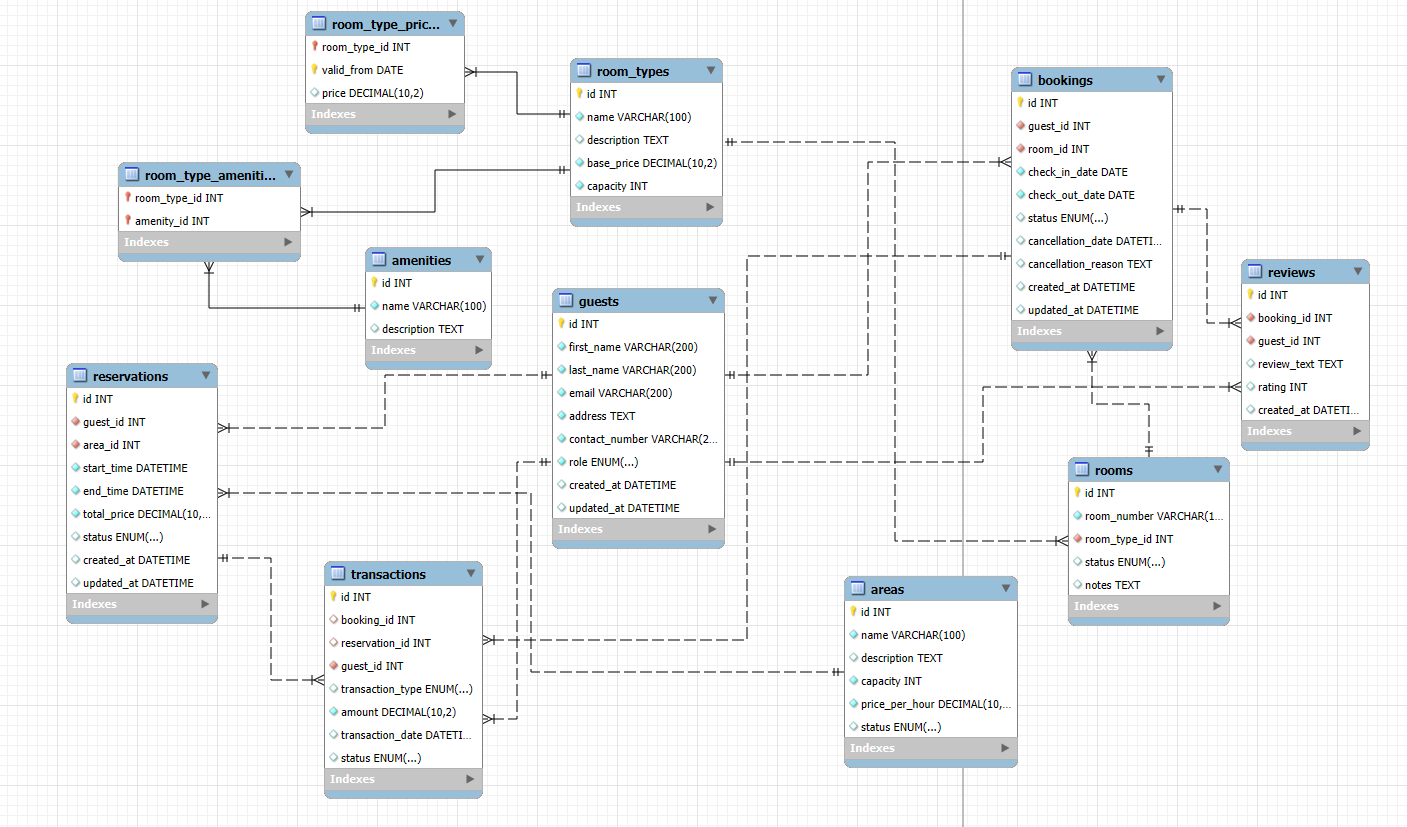 room_type_pric...
room_type_id INT
valid_from DATE
price DECIMAL(10,2)
Indexes
room_types
id INT
name VARCHAR(100)
description TEXT
base_price DECIMAL(10,2)
capacity INT
Indexes
bookings
id INT
guest_id INT
room_id INT
check_in_date DATE
check_out_date DATE
status ENUM(...)
cancellation_date DATETI...
cancellation_reason TEXT
created_at DATETIME
updated_at DATETIME
Indexes
room_type_ameniti...
room_type_id INT
amenity_id INT
Indexes
amenities
id INT
name VARCHAR(100)
description TEXT
Indexes
guests
id INT
first_name VARCHAR(200)
last_name VARCHAR(200)
email VARCHAR(200)
address TEXT
contact_number VARCHAR(2...
role ENUM(...)
created_at DATETIME
updated_at DATETIME
Indexes
reviews
id INT
booking_id INT
guest_id INT
review_text TEXT
rating INT
created_at DATETI...
Indexes
reservations
id INT
guest_id INT
area_id INT
start_time DATETIME
end_time DATETIME
total_price DECIMAL(10,...
status ENUM(...)
created_at DATETIME
updated_at DATETIME
Indexes
rooms
id INT
room_number VARCHAR(1...
room_type_id INT
status ENUM(...)
notes TEXT
Indexes
transactions
id INT
booking_id INT
reservation_id INT
guest_id INT
transaction_type ENUM(...)
amount DECIMAL(10,2)
transaction_date DATETI...
status ENUM(...)
Indexes
areas
id INT
name VARCHAR(100)
description TEXT
capacity INT
price_per_hour DECIMAL(10,...
status ENUM(...)
Indexes